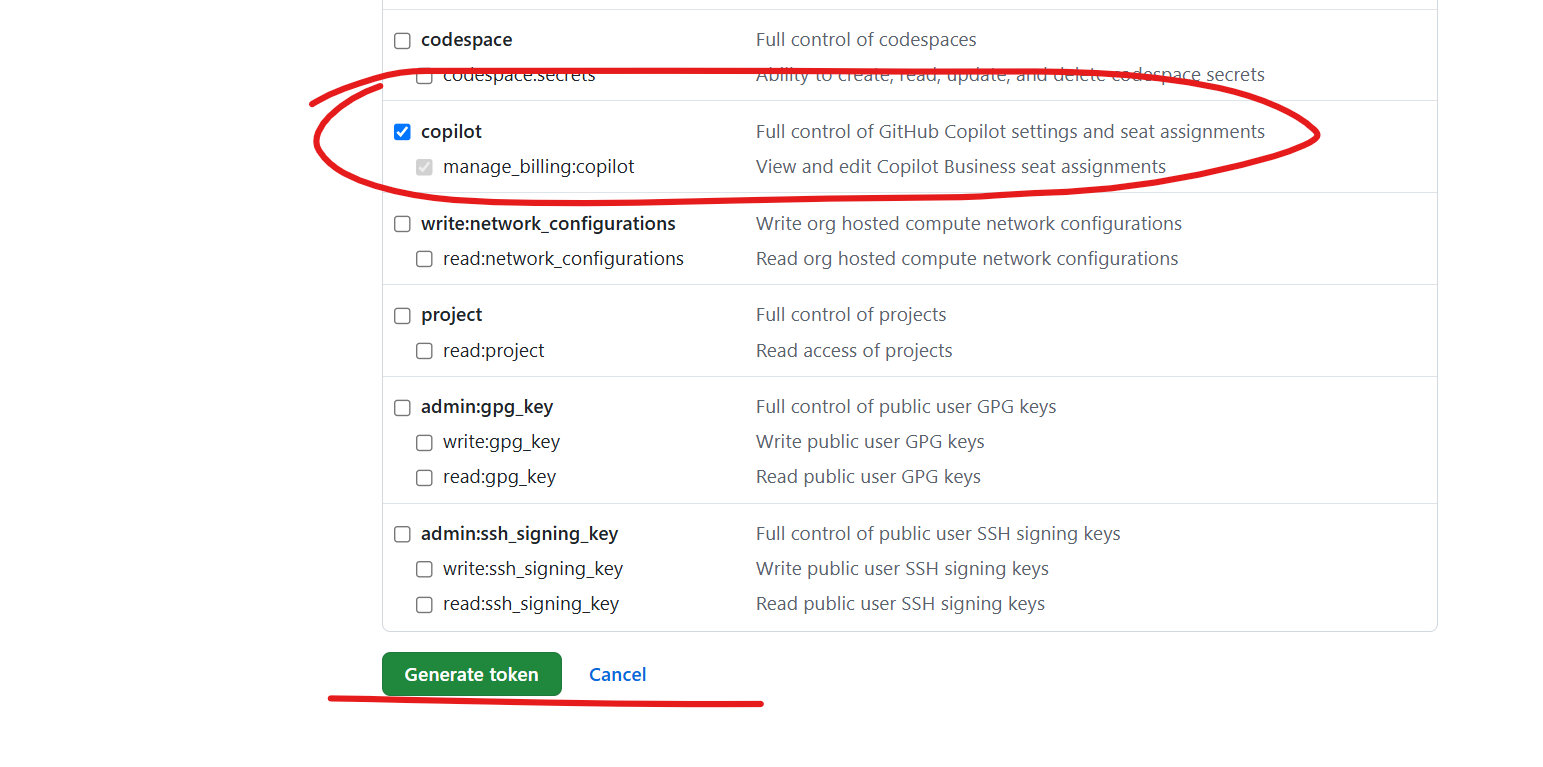 codespace Full control of codespaces
codespace:secrets Ability to create, read, update, and delete codespace secrets
copilot Full control of GitHub Copilot settings and seat assignments
manage_billing:copilot View and edit Copilot Business seat assignments
write:network_configurations Write org hosted compute network configurations
read:network_configurations Read org hosted compute network configurations
project Full control of projects
read:project Read access of projects
admin:gpg_key Full control of public user GPG keys
write:gpg_key Write public user GPG keys
read:gpg_key Read public user GPG keys
admin:ssh_signing_key Full control of public user SSH signing keys
write:ssh_signing_key Write public user SSH signing keys
read:ssh_signing_key Read public user SSH signing keys
Generate token Cancel